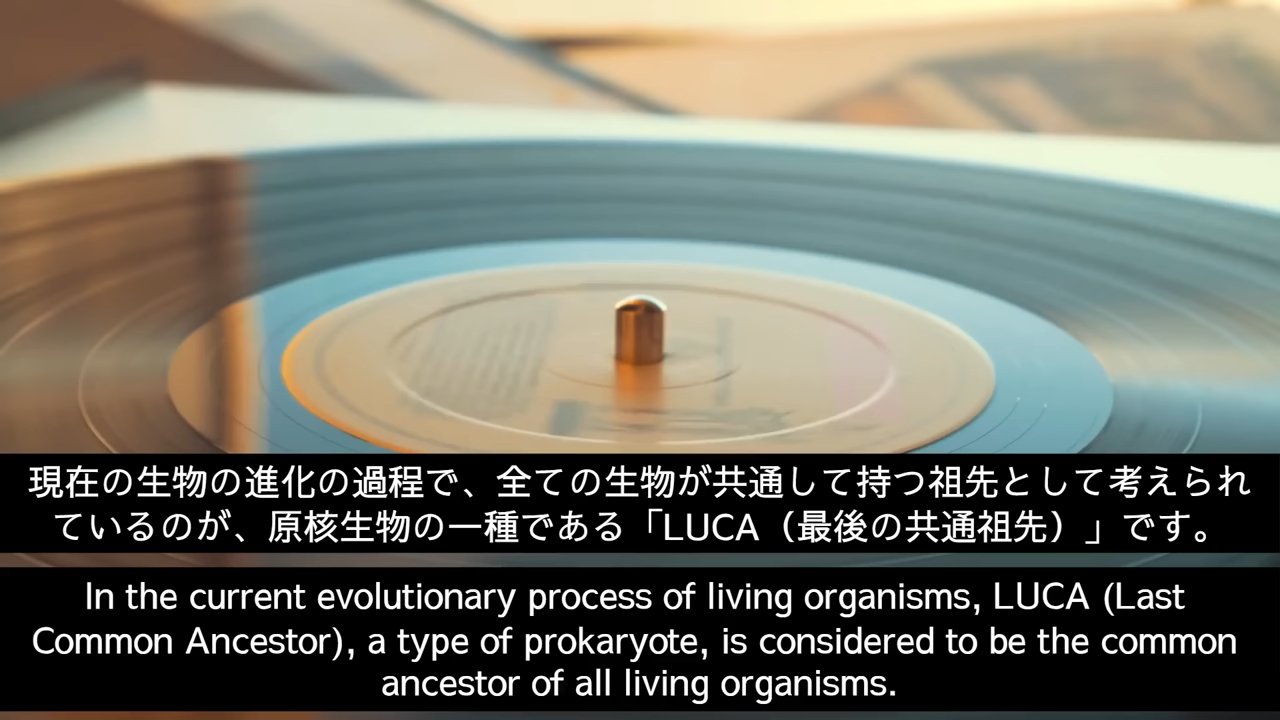 現在の生物の進化の過程で、全ての生物が共通して持つ祖先として考えられ
ているのが、原核生物の一種である「LUCA（最後の共通祖先）」です。
In the current evolutionary process of living organisms, LUCA (Last
Common Ancestor), a type of prokaryote, is considered to be the common
ancestor of all living organisms.